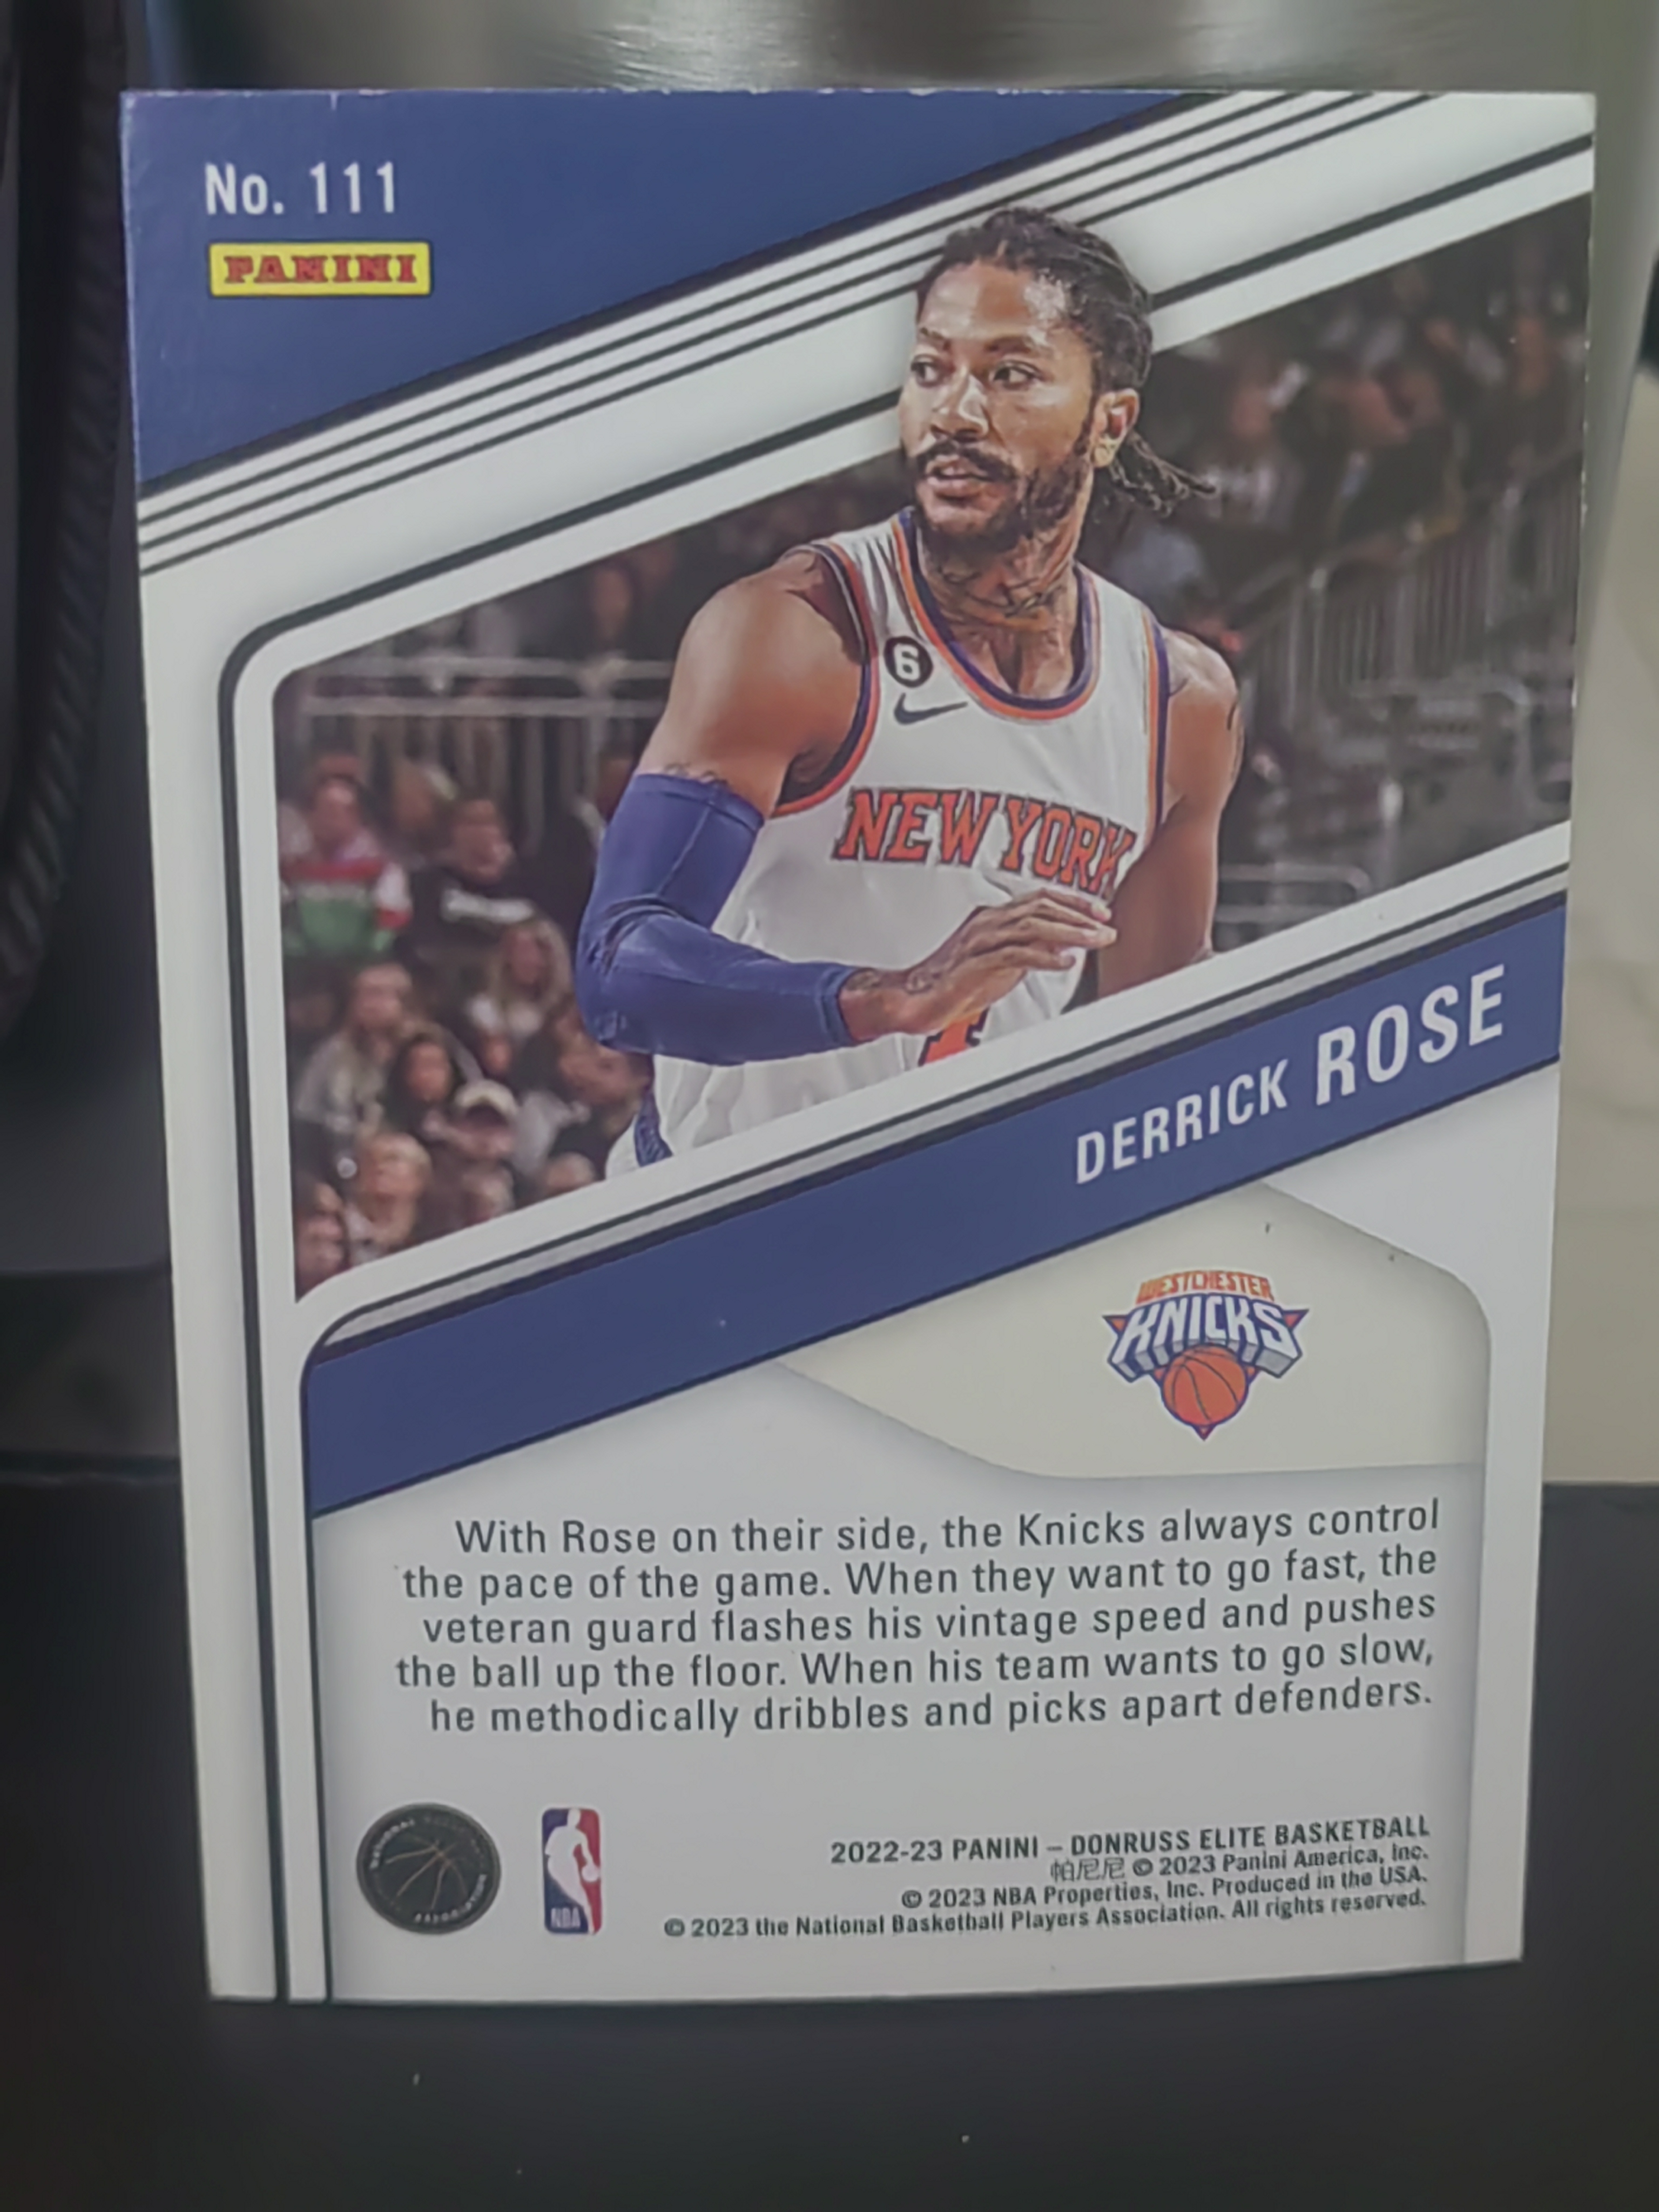 No. 111
PANINI
6
NEW YORK
DERRICK ROSE
WESTCHESTER
KNICKS
With Rose on their side, the Knicks always control
the pace of the game. When they want to go fast, the
veteran guard flashes his vintage speed and pushes
the ball up the floor. When his team wants to go slow,
he methodically dribbles and picks apart defenders.
NBA
2022-23 PANINI – DONRUSS ELITE BASKETBALL
帕尼尼 © 2023 Panini America, Inc.
© 2023 NBA Properties, Inc. Produced in the USA.
© 2023 the National Basketball Players Association. All rights reserved.